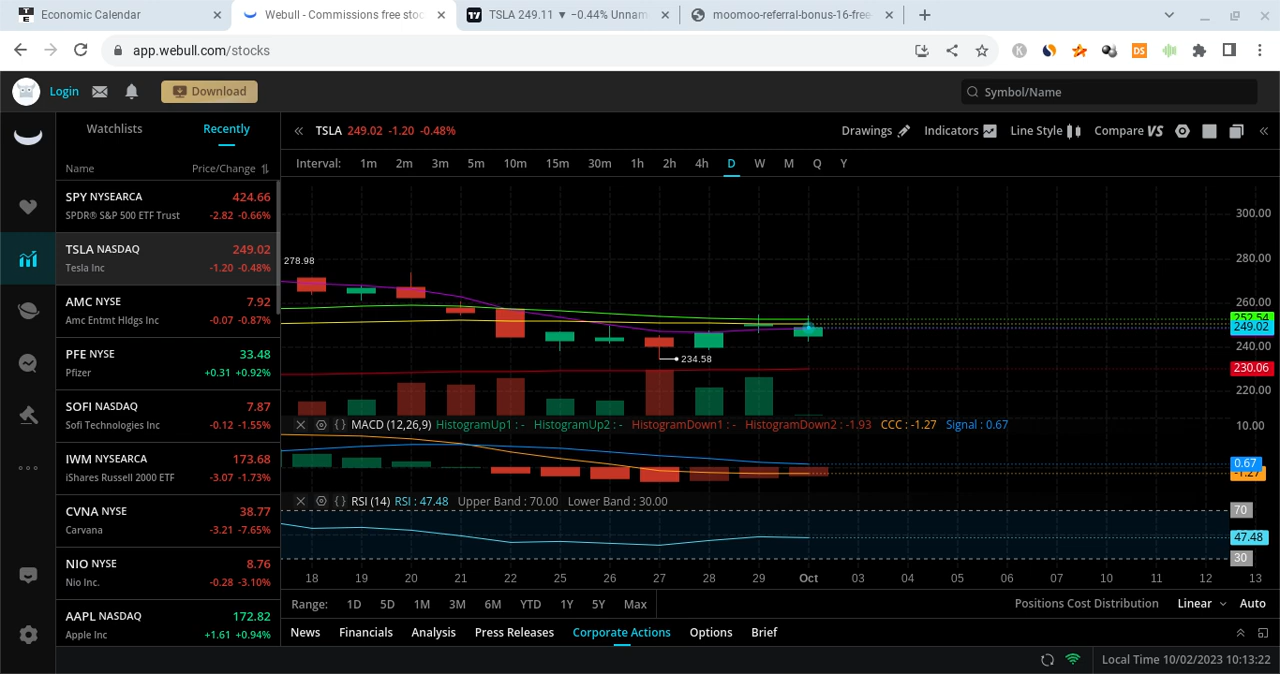 Economic Calendar
Webull - Commissions free stoc
TSLA 249.11 ▼ −0.44% Unnam
moomoo-referral-bonus-16-free
app.webull.com/stocks
Login
Download
Symbol/Name
Watchlists
Recently
Name
Price/Change
SPY NYSEARCA 424.66
SPDR® S&P 500 ETF Trust -2.82 -0.66%
TSLA NASDAQ 249.02
Tesla Inc -1.20 -0.48%
AMC NYSE 7.92
Amc Entmt Hldgs Inc -0.07 -0.87%
PFE NYSE 33.48
Pfizer +0.31 +0.92%
SOFI NASDAQ 7.87
Sofi Technologies Inc -0.12 -1.55%
IWM NYSEARCA 173.68
iShares Russell 2000 ETF -3.07 -1.73%
CVNA NYSE 38.77
Carvana -3.21 -7.65%
NIO NYSE 8.76
Nio Inc. -0.28 -3.10%
AAPL NASDAQ 172.82
Apple Inc +1.61 +0.94%
TSLA 249.02 -1.20 -0.48%
Drawings Indicators Line Style Compare VS
Interval: 1m 2m 3m 5m 10m 15m 30m 1h 2h 4h D W M Q Y
300.00
280.00
278.98
260.00
252.54
249.02
240.00
234.58
230.06
220.00
MACD (12,26,9) HistogramUp1 : - HistogramUp2 : - HistogramDown1 : - HistogramDown2 : -1.93 CCC : -1.27 Signal : 0.67
10.00
0.67
-1.27
RSI (14) RSI : 47.48 Upper Band : 70.00 Lower Band : 30.00
70
47.48
30
18 19 20 21 22 25 26 27 28 29 Oct 03 04 05 06 07 10 11 12 13
Range: 1D 5D 1M 3M 6M YTD 1Y 5Y Max
Positions Cost Distribution Linear Auto
News Financials Analysis Press Releases Corporate Actions Options Brief
Local Time 10/02/2023 10:13:22